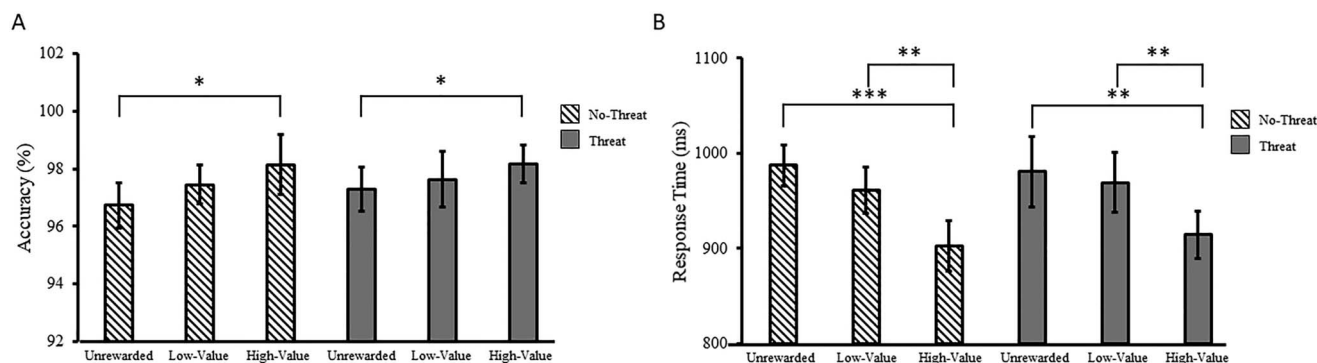 A
102
100
98
96
94
92
Accuracy (%)
*
*
No-Threat
Threat
Unrewarded Low-Value High-Value Unrewarded Low-Value High-Value
B
1100
1000
900
800
Response Time (ms)
**
**
***
**
No-Threat
Threat
Unrewarded Low-Value High-Value Unrewarded Low-Value High-Value